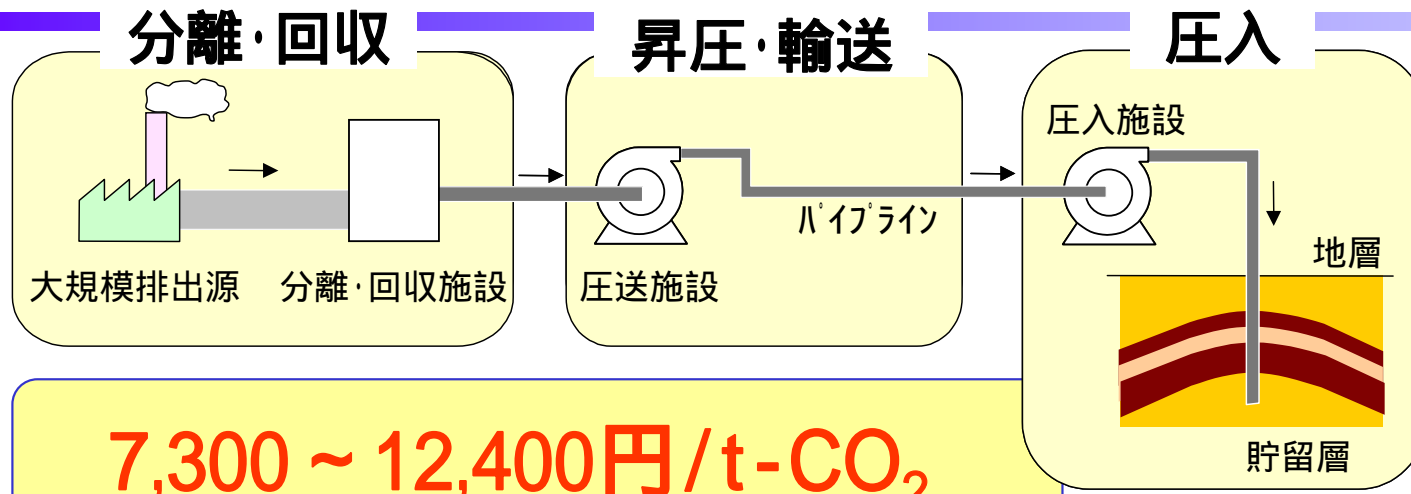 分離・回収
昇圧・輸送
圧入
大規模排出源
分離・回収施設
圧送施設
ﾊﾟｲﾌﾟﾗｲﾝ
圧入施設
地層
貯留層
7,300 ~ 12,400円/t-CO₂